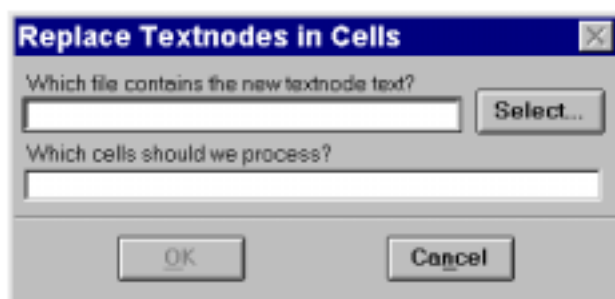 Replace Textnodes in Cells
Which file contains the new textnode text?
Select...
Which cells should we process?
OK
Cancel